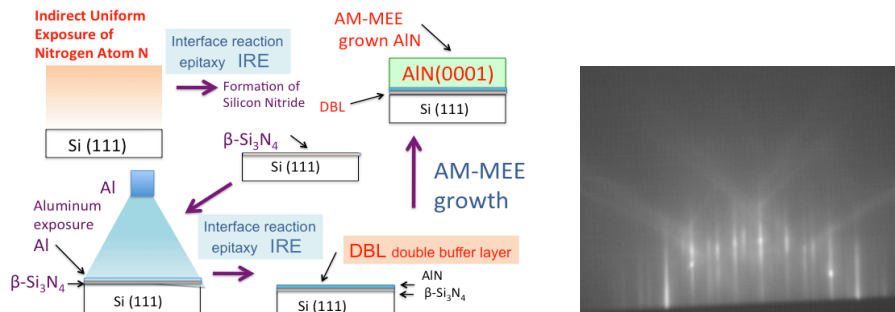 Indirect Uniform
Exposure of
Nitrogen Atom N
Interface reaction
epitaxy IRE
Formation of
Silicon Nitride
Si (111)
AM-MEE
grown AlN
AlN(0001)
DBL
Si (111)
β-Si₃N₄
Si (111)
AM-MEE
growth
Al
Aluminum
exposure
Al
β-Si₃N₄
Si (111)
Interface reaction
epitaxy IRE
DBL double buffer layer
AlN
β-Si₃N₄
Si (111)